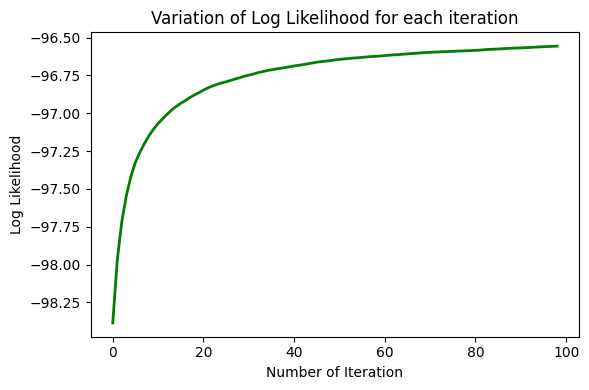 Variation of Log Likelihood for each iteration
−96.50
−96.75
−97.00
−97.25
−97.50
−97.75
−98.00
−98.25
Log Likelihood
0 20 40 60 80 100
Number of Iteration